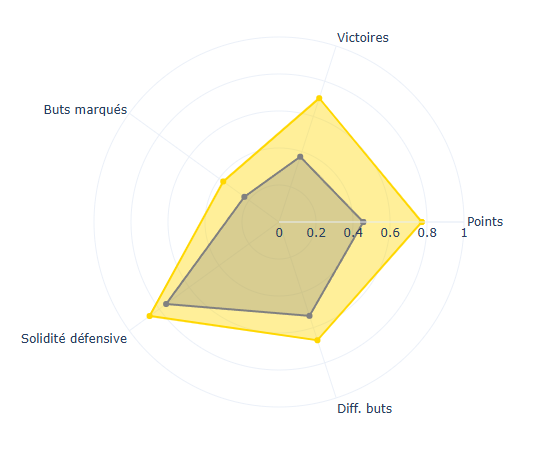 Victoires
Buts marqués
Points
0 0.2 0.4 0.6 0.8 1
Solidité défensive
Diff. buts